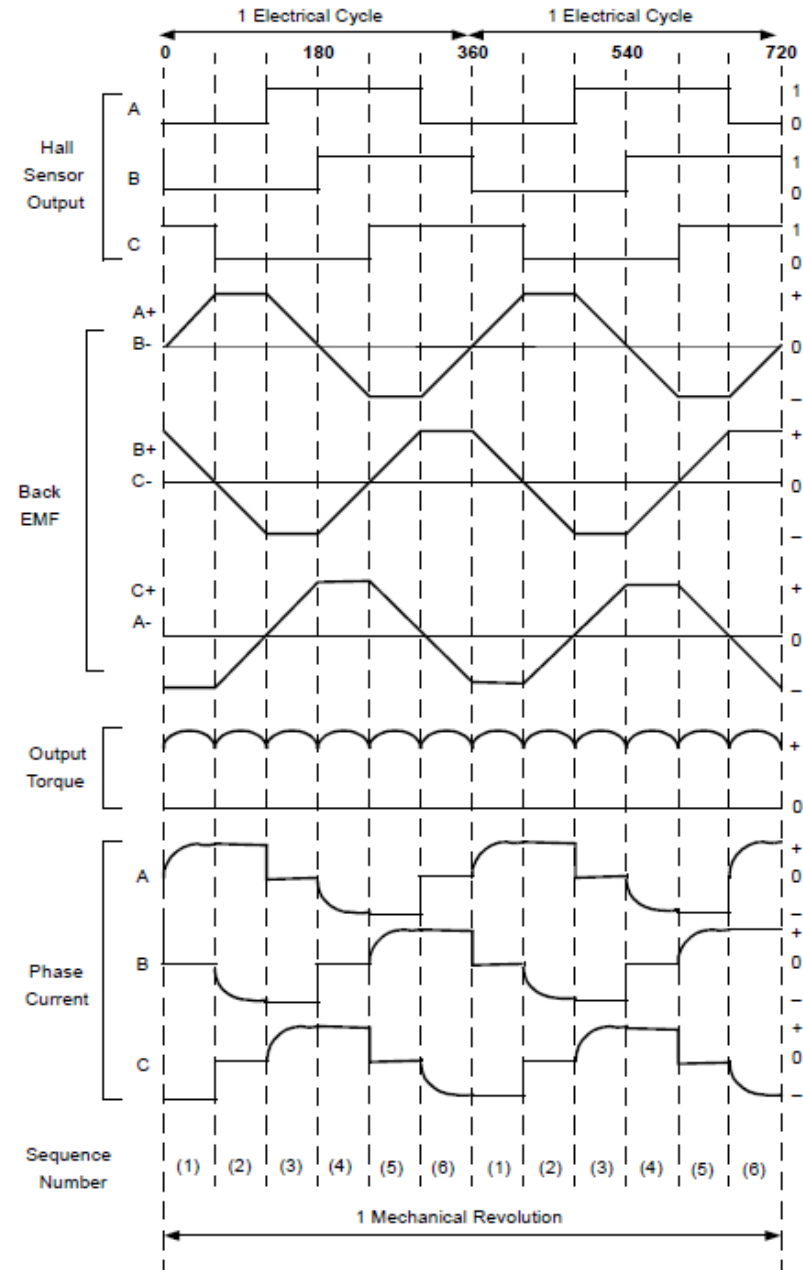 1 Electrical Cycle 1 Electrical Cycle
0 180 360 540 720
A 1
0
Hall
Sensor
Output
B 1
0
C 1
0
A+ +
B- 0
–
B+ +
C- 0
–
Back
EMF
C+ +
A- 0
–
Output
Torque
+
0
A +
0
–
Phase
Current
B +
0
–
C +
0
–
Sequence
Number
(1) (2) (3) (4) (5) (6) (1) (2) (3) (4) (5) (6)
1 Mechanical Revolution